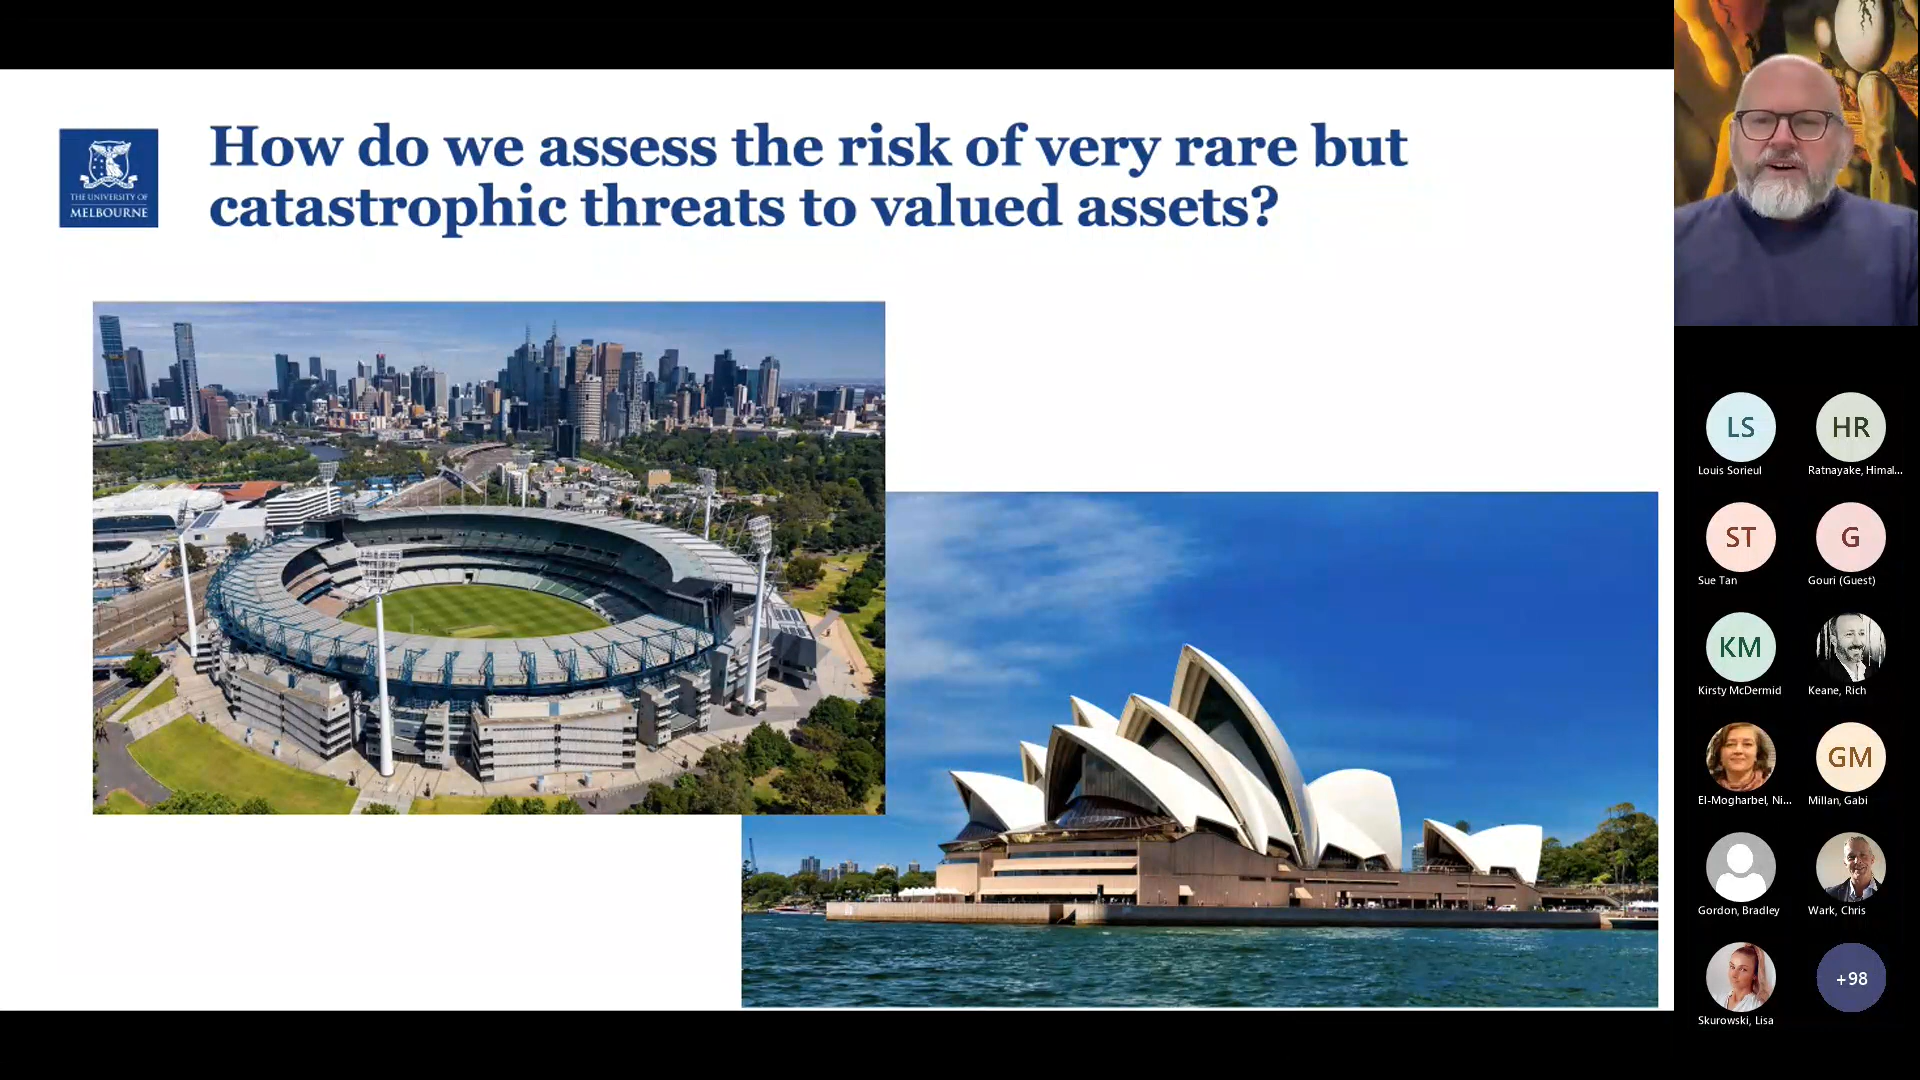 How do we assess the risk of very rare but
catastrophic threats to valued assets?
THE UNIVERSITY OF
MELBOURNE
LS
HR
Louis Sorieul
Ratnayake, Himal...
ST
G
Sue Tan
Gouri (Guest)
KM
Kirsty McDermid
Keane, Rich
GM
El-Mogharbel, Ni...
Millan, Gabi
Gordon, Bradley
Wark, Chris
+98
Skurowski, Lisa